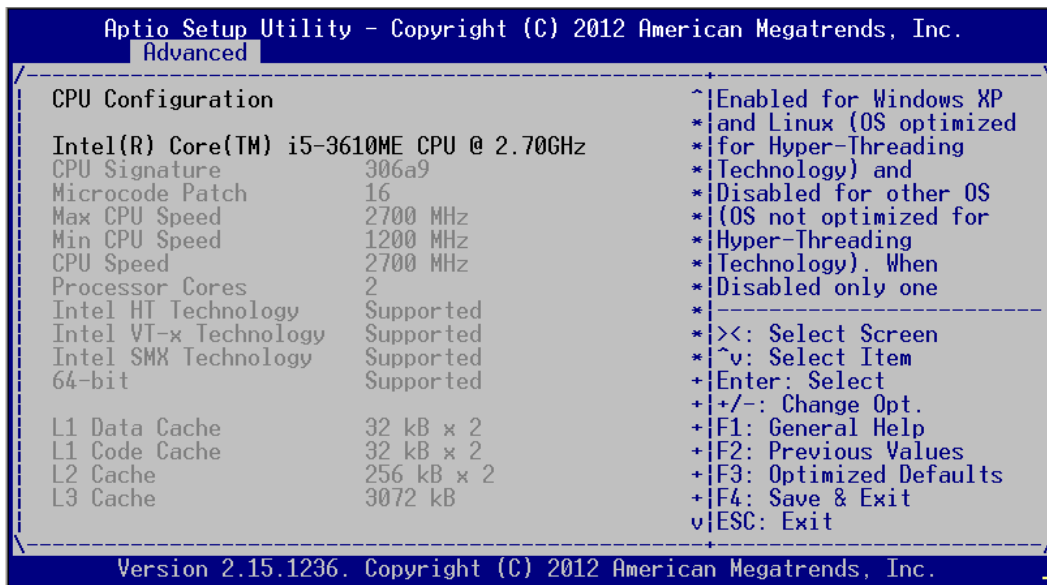 Aptio Setup Utility - Copyright (C) 2012 American Megatrends, Inc.
Advanced
CPU Configuration
Intel(R) Core(TM) i5-3610ME CPU @ 2.70GHz
CPU Signature 306a9
Microcode Patch 16
Max CPU Speed 2700 MHz
Min CPU Speed 1200 MHz
CPU Speed 2700 MHz
Processor Cores 2
Intel HT Technology Supported
Intel VT-x Technology Supported
Intel SMX Technology Supported
64-bit Supported
L1 Data Cache 32 kB x 2
L1 Code Cache 32 kB x 2
L2 Cache 256 kB x 2
L3 Cache 3072 kB
Enabled for Windows XP
and Linux (OS optimized
for Hyper-Threading
Technology) and
Disabled for other OS
(OS not optimized for
Hyper-Threading
Technology). When
Disabled only one
><: Select Screen
^v: Select Item
Enter: Select
+/-: Change Opt.
F1: General Help
F2: Previous Values
F3: Optimized Defaults
F4: Save & Exit
ESC: Exit
Version 2.15.1236. Copyright (C) 2012 American Megatrends, Inc.